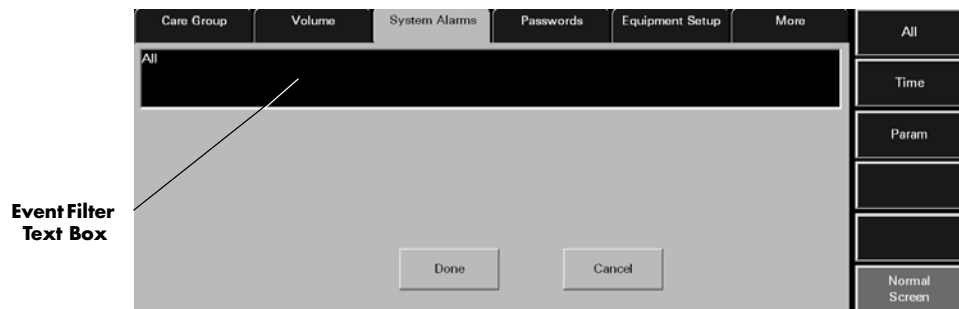 Care Group
Volume
System Alarms
Passwords
Equipment Setup
More
All
All
Time
Param
Event Filter
Text Box
Done
Cancel
Normal
Screen